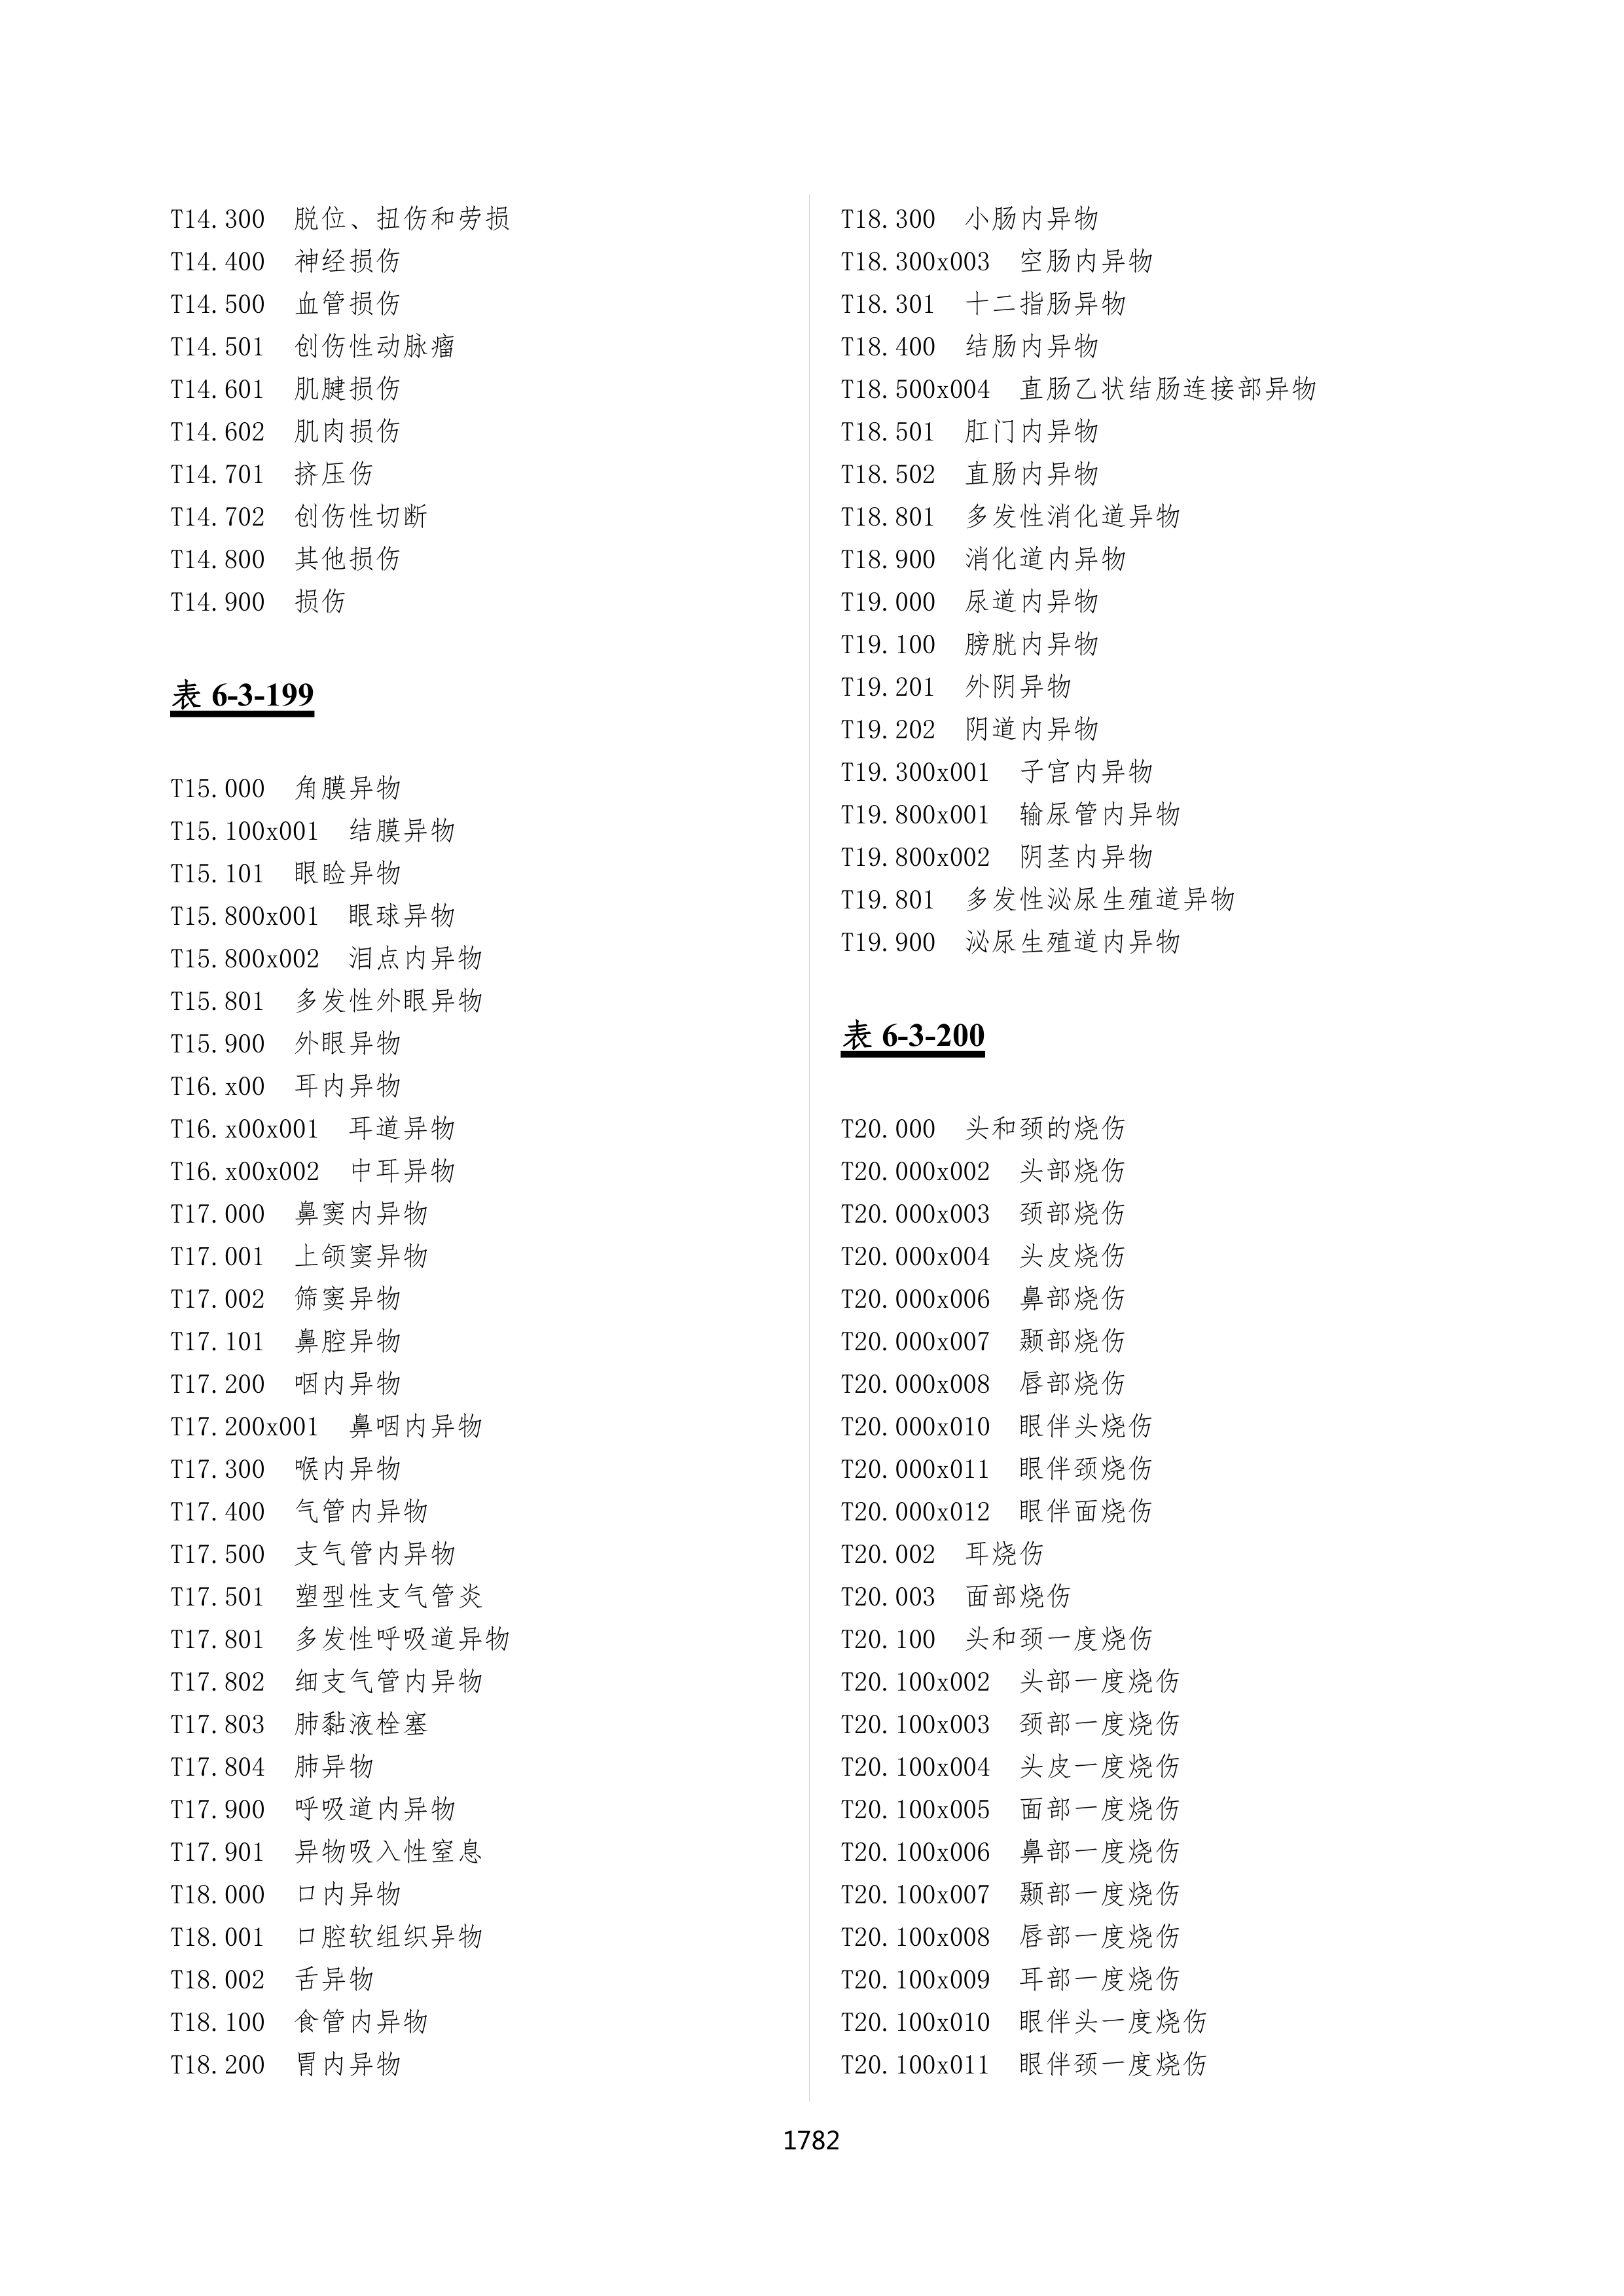 T14.300 脱位、扭伤和劳损
T14.400 神经损伤
T14.500 血管损伤
T14.501 创伤性动脉瘤
T14.601 肌腱损伤
T14.602 肌肉损伤
T14.701 挤压伤
T14.702 创伤性切断
T14.800 其他损伤
T14.900 损伤
表 6-3-199
T15.000 角膜异物
T15.100x001 结膜异物
T15.101 眼睑异物
T15.800x001 眼球异物
T15.800x002 泪点内异物
T15.801 多发性外眼异物
T15.900 外眼异物
T16.x00 耳内异物
T16.x00x001 耳道异物
T16.x00x002 中耳异物
T17.000 鼻窦内异物
T17.001 上颌窦异物
T17.002 筛窦异物
T17.101 鼻腔异物
T17.200 咽内异物
T17.200x001 鼻咽内异物
T17.300 喉内异物
T17.400 气管内异物
T17.500 支气管内异物
T17.501 塑型性支气管炎
T17.801 多发性呼吸道异物
T17.802 细支气管内异物
T17.803 肺黏液栓塞
T17.804 肺异物
T17.900 呼吸道内异物
T17.901 异物吸入性窒息
T18.000 口内异物
T18.001 口腔软组织异物
T18.002 舌异物
T18.100 食管内异物
T18.200 胃内异物
T18.300 小肠内异物
T18.300x003 空肠内异物
T18.301 十二指肠异物
T18.400 结肠内异物
T18.500x004 直肠乙状结肠连接部异物
T18.501 肛门内异物
T18.502 直肠内异物
T18.801 多发性消化道异物
T18.900 消化道内异物
T19.000 尿道内异物
T19.100 膀胱内异物
T19.201 外阴异物
T19.202 阴道内异物
T19.300x001 子宫内异物
T19.800x001 输尿管内异物
T19.800x002 阴茎内异物
T19.801 多发性泌尿生殖道异物
T19.900 泌尿生殖道内异物
表 6-3-200
T20.000 头和颈的烧伤
T20.000x002 头部烧伤
T20.000x003 颈部烧伤
T20.000x004 头皮烧伤
T20.000x006 鼻部烧伤
T20.000x007 颞部烧伤
T20.000x008 唇部烧伤
T20.000x010 眼伴头烧伤
T20.000x011 眼伴颈烧伤
T20.000x012 眼伴面烧伤
T20.002 耳烧伤
T20.003 面部烧伤
T20.100 头和颈一度烧伤
T20.100x002 头部一度烧伤
T20.100x003 颈部一度烧伤
T20.100x004 头皮一度烧伤
T20.100x005 面部一度烧伤
T20.100x006 鼻部一度烧伤
T20.100x007 颞部一度烧伤
T20.100x008 唇部一度烧伤
T20.100x009 耳部一度烧伤
T20.100x010 眼伴头一度烧伤
T20.100x011 眼伴颈一度烧伤
1782